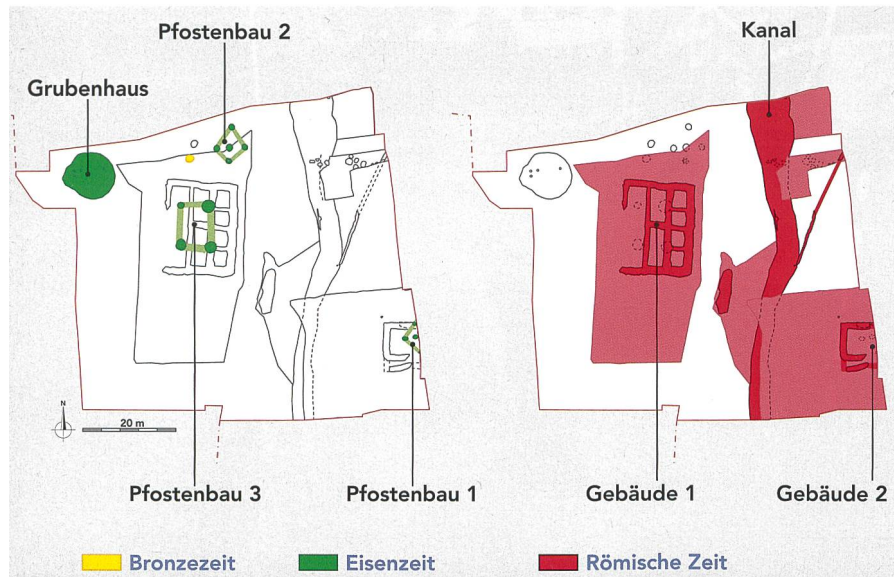 Pfostenbau 2
Kanal
Grubenhaus
N
20 m
Pfostenbau 3
Pfostenbau 1
Gebäude 1
Gebäude 2
Bronzezeit
Eisenzeit
Römische Zeit